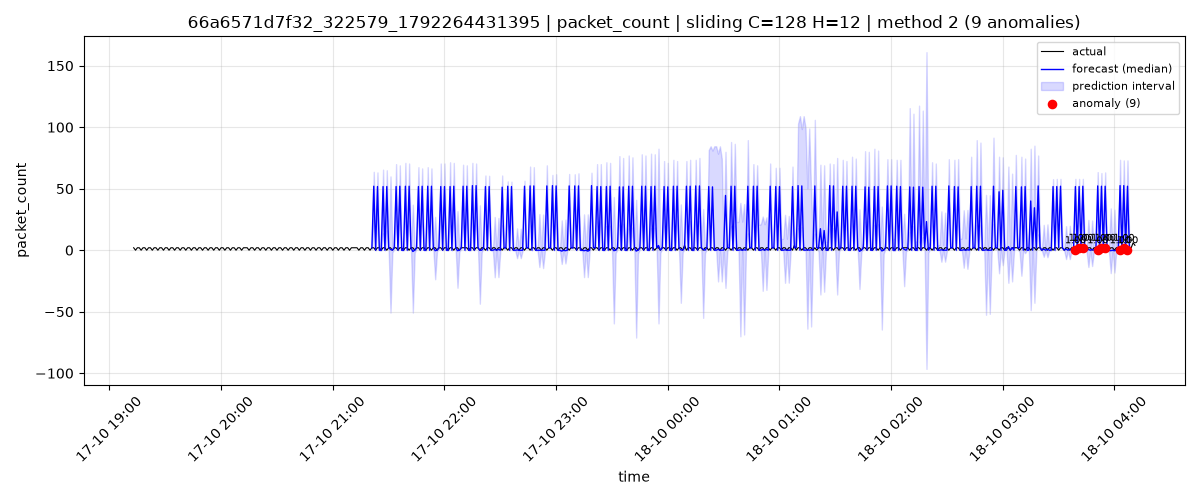 66a6571d7f32_322579_1792264431395 | packet_count | sliding C=128 H=12 | method 2 (9 anomalies)
actual
forecast (median)
prediction interval
anomaly (9)
packet_count
150
100
50
0
−50
−100
17-10 19:00
17-10 20:00
17-10 21:00
17-10 22:00
17-10 23:00
18-10 00:00
18-10 01:00
18-10 02:00
18-10 03:00
18-10 04:00
time